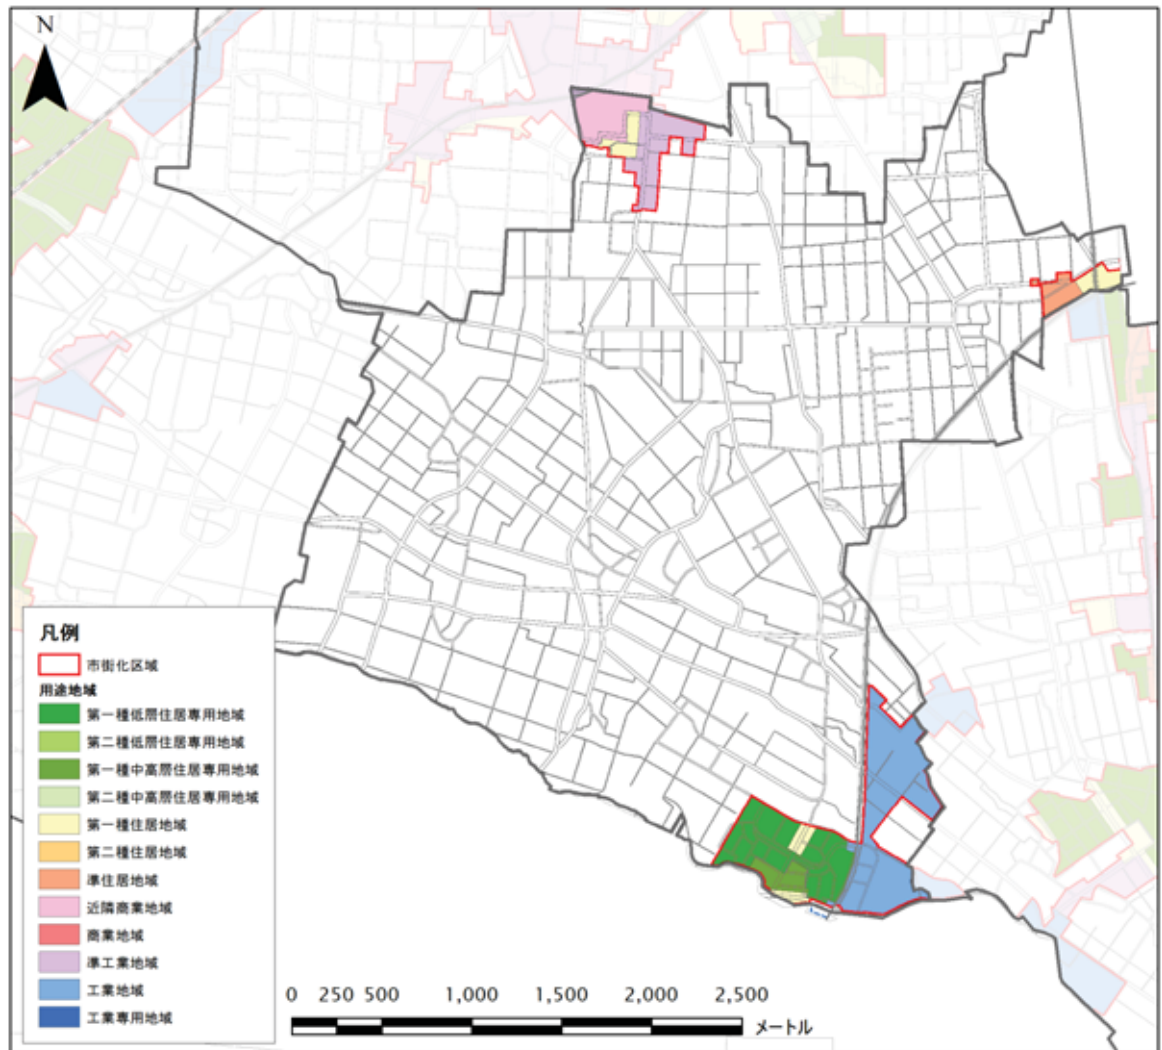 N
凡例
市街化区域
用途地域
第一種低層住居専用地域
第二種低層住居専用地域
第一種中高層住居専用地域
第二種中高層住居専用地域
第一種住居地域
第二種住居地域
準住居地域
近隣商業地域
商業地域
準工業地域
工業地域
工業専用地域
0 250 500 1,000 1,500 2,000 2,500
メートル